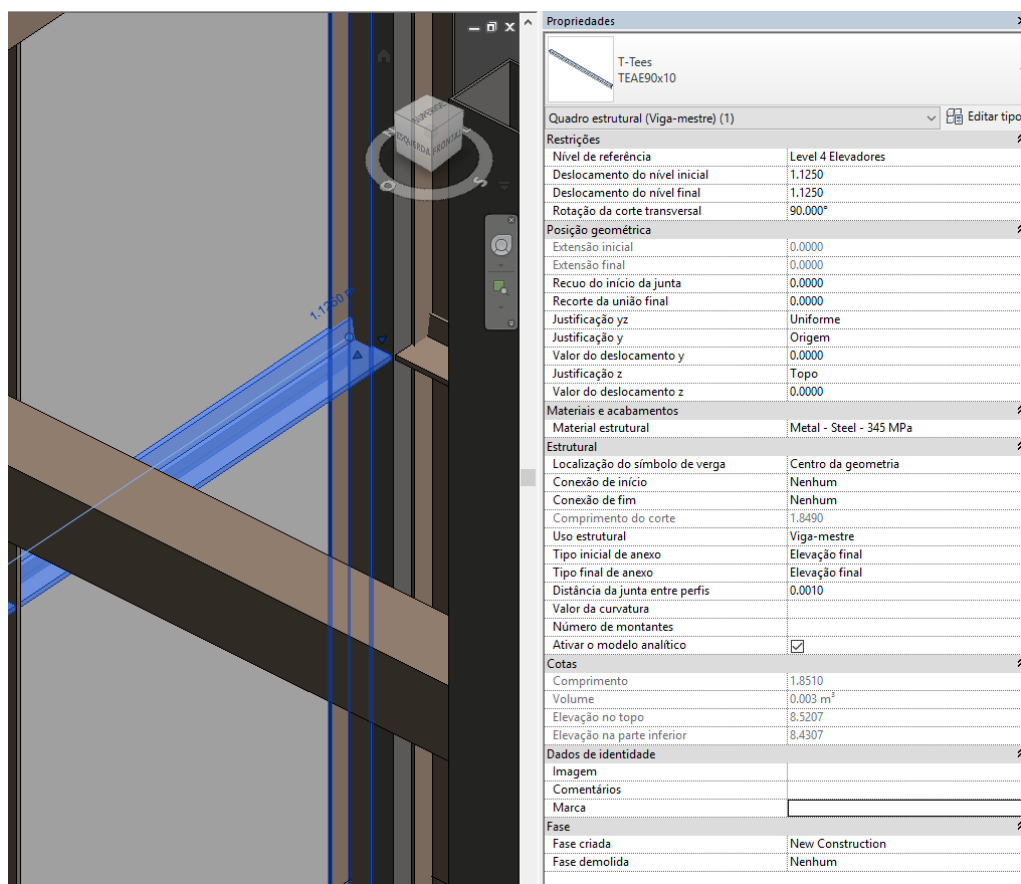 Propriedades
T-Tees
TEAE90x10
Quadro estrutural (Viga-mestre) (1)
Editar tipo
Restrições
Nível de referência Level 4 Elevadores
Deslocamento do nível inicial 1.1250
Deslocamento do nível final 1.1250
Rotação da corte transversal 90.000°
Posição geométrica
Extensão inicial 0.0000
Extensão final 0.0000
Recuo do início da junta 0.0000
Recorte da união final 0.0000
Justificação yz Uniforme
Justificação y Origem
Valor do deslocamento y 0.0000
Justificação z Topo
Valor do deslocamento z 0.0000
Materiais e acabamentos
Material estrutural Metal - Steel - 345 MPa
Estrutural
Localização do símbolo de verga Centro da geometria
Conexão de início Nenhum
Conexão de fim Nenhum
Comprimento do corte 1.8490
Uso estrutural Viga-mestre
Tipo inicial de anexo Elevação final
Tipo final de anexo Elevação final
Distância da junta entre perfis 0.0010
Valor da curvatura
Número de montantes
Ativar o modelo analítico
Cotas
Comprimento 1.8510
Volume 0.003 m³
Elevação no topo 8.5207
Elevação na parte inferior 8.4307
Dados de identidade
Imagem
Comentários
Marca
Fase
Fase criada New Construction
Fase demolida Nenhum
SUPERIOR
ESQUERDA FRONTAL
O S
1.1250 m